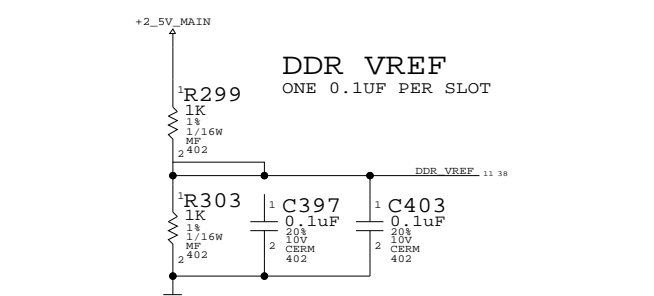 +2_5V_MAIN
DDR VREF
ONE 0.1UF PER SLOT
1
R299
1K
1%
1/16W
MF
402
2
DDR_VREF 11 38
1
R303
1K
1%
1/16W
MF
402
2
1
C397
0.1uF
20%
10V
CERM
402
2
1
C403
0.1uF
20%
10V
CERM
402
2